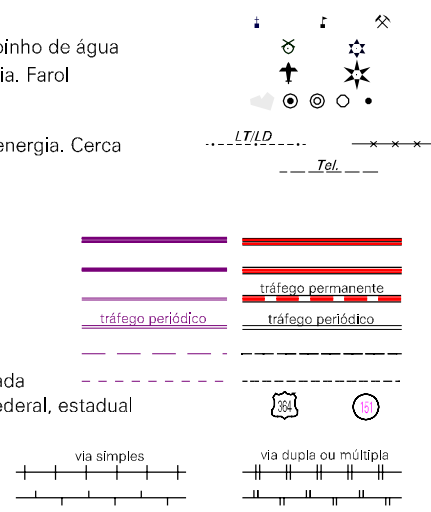 oinho de água
ia. Farol
energia. Cerca
LT/LD
Tel.
tráfego permanente
tráfego periódico tráfego periódico
ada
ederal, estadual
364 161
via simples via dupla ou múltipla